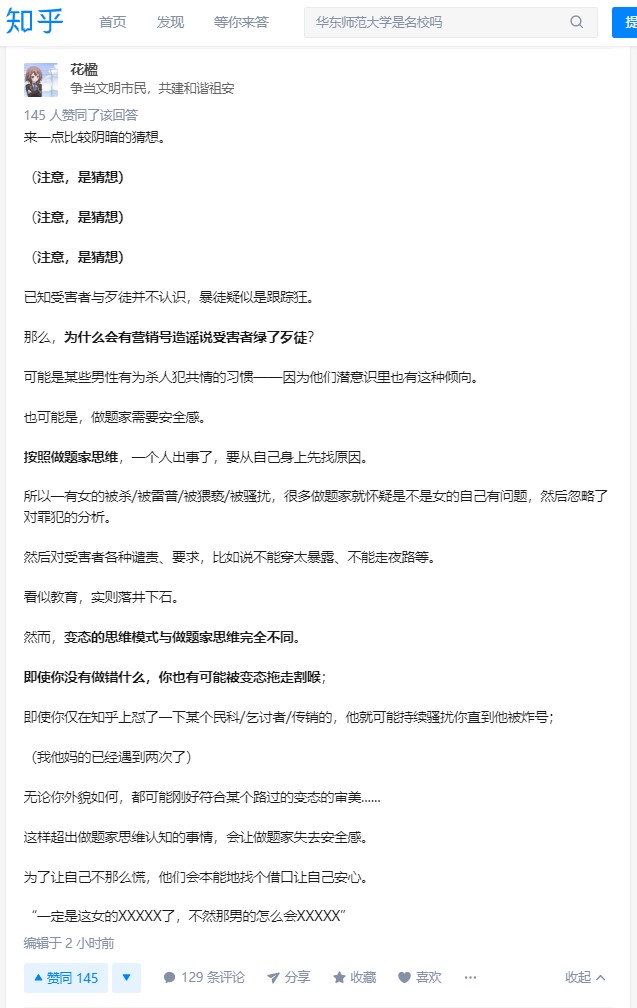 知乎 首页 发现 等你来答 华东师范大学是名校吗 提
花楹
争当文明市民，共建和谐祖安
145 人赞同了该回答
来一点比较阴暗的猜想。
（注意，是猜想）
（注意，是猜想）
（注意，是猜想）
已知受害者与歹徒并不认识，暴徒疑似是跟踪狂。
那么，为什么会有营销号造谣说受害者绿了歹徒？
可能是某些男性有为杀人犯共情的习惯——因为他们潜意识里也有这种倾向。
也可能是，做题家需要安全感。
按照做题家思维，一个人出事了，要从自己身上先找原因。
所以一有女的被杀/被雷普/被猥亵/被骚扰，很多做题家就怀疑是不是女的自己有问题，然后忽略了
对罪犯的分析。
然后对受害者各种谴责、要求，比如说不能穿太暴露、不能走夜路等。
看似教育，实则落井下石。
然而，变态的思维模式与做题家思维完全不同。
即使你没有做错什么，你也有可能被变态拖走割喉；
即使你仅在知乎上怼了一下某个民科/乞讨者/传销的，他就可能持续骚扰你直到他被炸号；
（我他妈的已经遇到两次了）
无论你外貌如何，都可能刚好符合某个路过的变态的审美......
这样超出做题家思维认知的事情，会让做题家失去安全感。
为了让自己不那么慌，他们会本能地找个借口让自己安心。
“一定是这女的XXXXX了，不然那男的怎么会XXXXX”
编辑于 2 小时前
赞同 145 129 条评论 分享 收藏 喜欢 ··· 收起